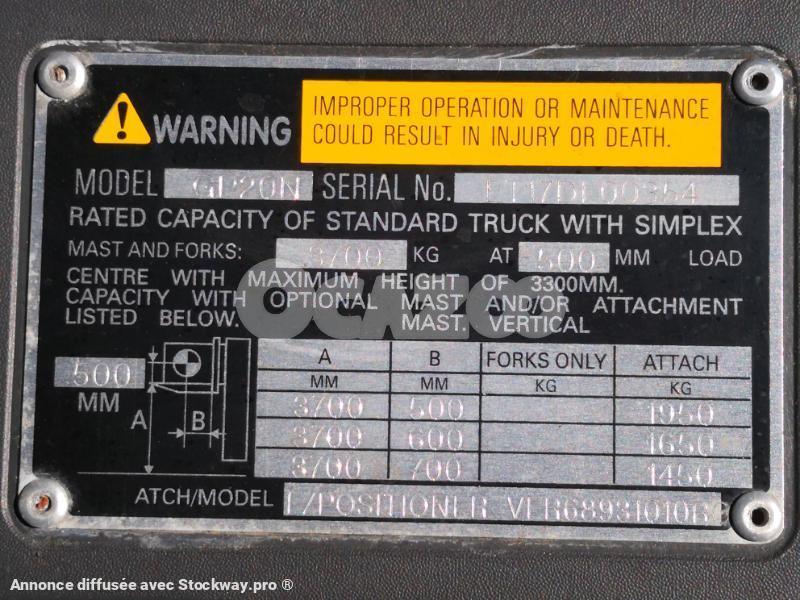 WARNING
IMPROPER OPERATION OR MAINTENANCE
COULD RESULT IN INJURY OR DEATH.
MODEL GP20N SERIAL No.
RATED CAPACITY OF STANDARD TRUCK WITH SIMPLEX
MAST AND FORKS: 3700 KG AT 500 MM LOAD
CENTRE WITH MAXIMUM HEIGHT OF 3300MM.
CAPACITY WITH OPTIONAL MAST AND/OR ATTACHMENT
LISTED BELOW. MAST. VERTICAL
OCAZOO
500
MM
A
B
A B FORKS ONLY ATTACH
MM MM KG KG
3700 500 1950
3700 600 1650
3700 700 1450
ATCH/MODEL F/POSITIONER
Annonce diffusée avec Stockway.pro ®